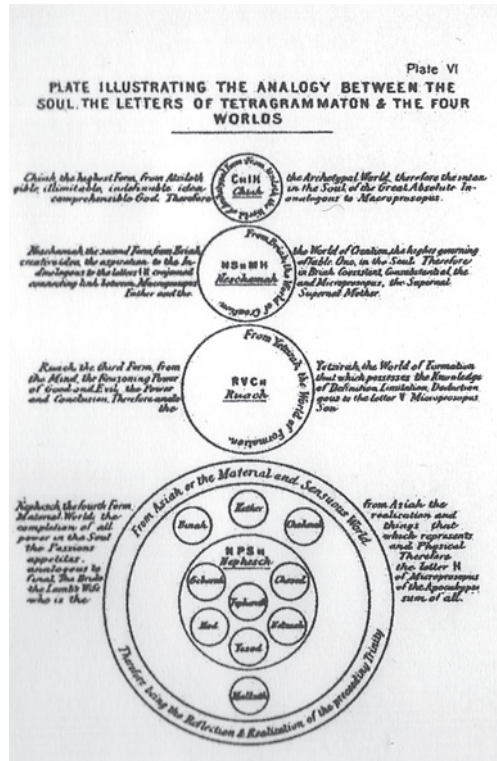 Plate VI
PLATE ILLUSTRATING THE ANALOGY BETWEEN THE
SOUL, THE LETTERS OF TETRAGRAMMATON & THE FOUR
WORLDS
Chiah, the highest Form, from Atziloth
gible, illimitable, indefinable idea
comprehensible God. Therefore
CHIH
Chiah
the Archetypal World, therefore the intan
in the Soul, of the Great Absolute In-
analogous to Macroprosopus.
Neschamah, the second Form, from Briah
creative idea, the aspiration to the In-
analogous to the letters
connecting link between, Macroprosopus
Father and the
From Briah, the World of Creation.
NSHMH
Neschamah
the World of Creation, the higher governing
of Table One, in the Soul. Therefore
in Briah Coexistent, Consubstantial, the
and Microprosopus, the Supernal
Supernal Mother.
Ruach, the third Form, from
the Mind, the Reasoning Power
of Good and Evil, the Power
and Conclusion. Therefore analo
the
From Yetzirah, the World of Formation.
RVCH
Ruach
Yetzirah, the World of Formation
that which possesses the Knowledge
of Definition, Limitation, Deduction
gous to the letter V Microprosopus
Son
Nephesch, the fourth Form,
Material World: the
completion of all
power in the Soul
the Passions
appetites.
analogous to
final. The Bride
the Lamb's Wife
who is the
From Asiah or the Material and Sensuous World
Kether
Binah
Chokmah
NPSH
Nephesch
Geburah
Chesed
Tiphereth
Hod
Netzach
Yesod
Malkuth
Therefore being the Reflection & Realisation of the preceding Trinity
from Asiah the
realisation and
things that
which represents
and Physical
Therefore
the letter H
of Microprosopus
of the Apocalypse
sum of all.